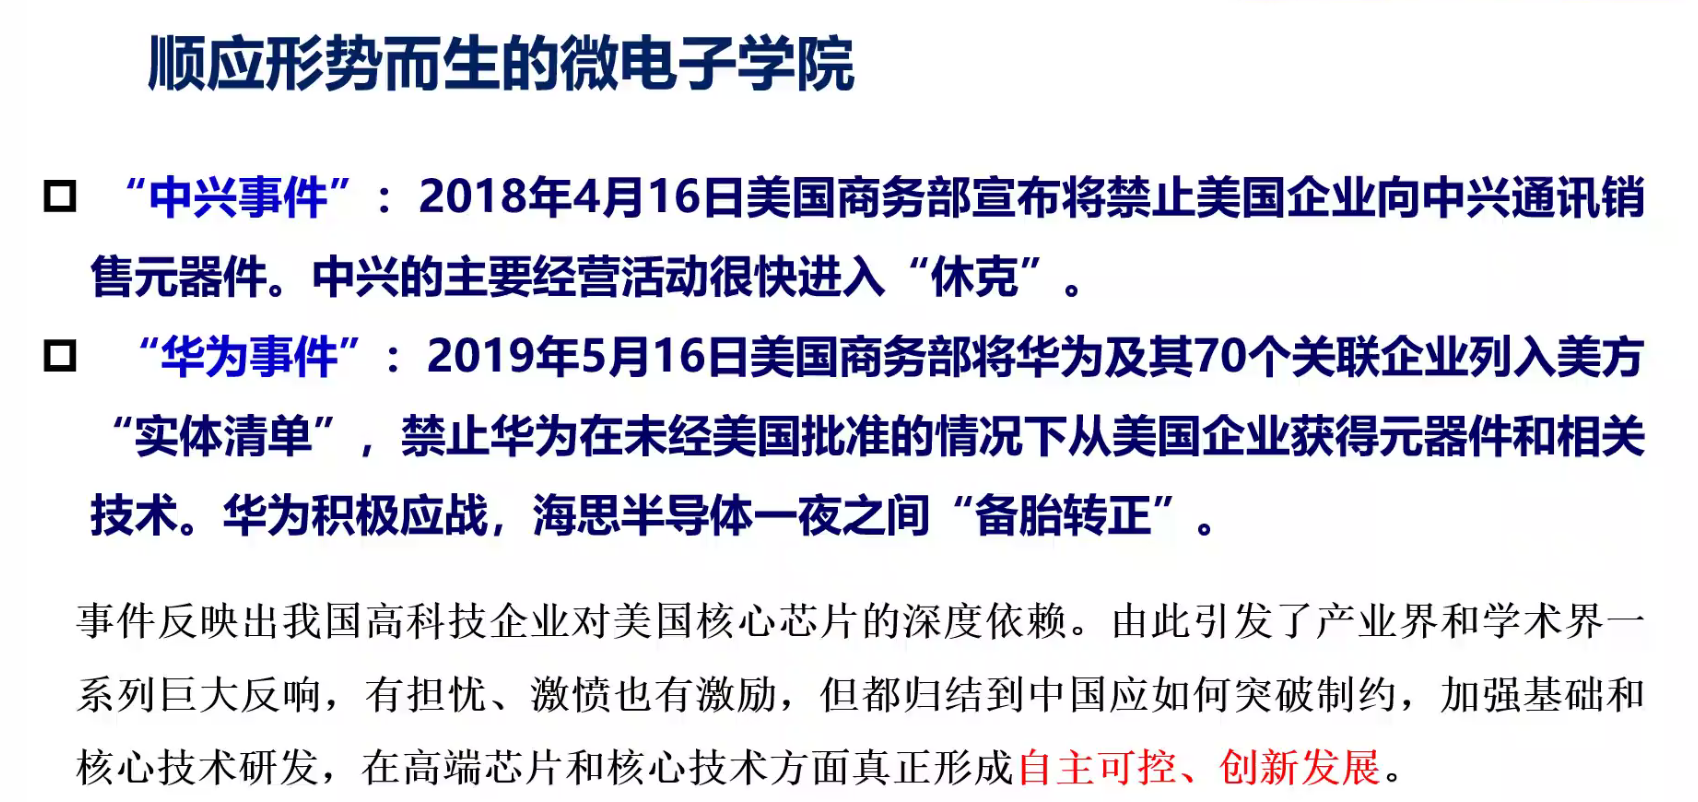 顺应形势而生的微电子学院
“中兴事件”：2018年4月16日美国商务部宣布将禁止美国企业向中兴通讯销
售元器件。中兴的主要经营活动很快进入“休克”。
“华为事件”：2019年5月16日美国商务部将华为及其70个关联企业列入美方
“实体清单”，禁止华为在未经美国批准的情况下从美国企业获得元器件和相关
技术。华为积极应战，海思半导体一夜之间“备胎转正”。
事件反映出我国高科技企业对美国核心芯片的深度依赖。由此引发了产业界和学术界一
系列巨大反响，有担忧、激愤也有激励，但都归结到中国应如何突破制约，加强基础和
核心技术研发，在高端芯片和核心技术方面真正形成自主可控、创新发展。